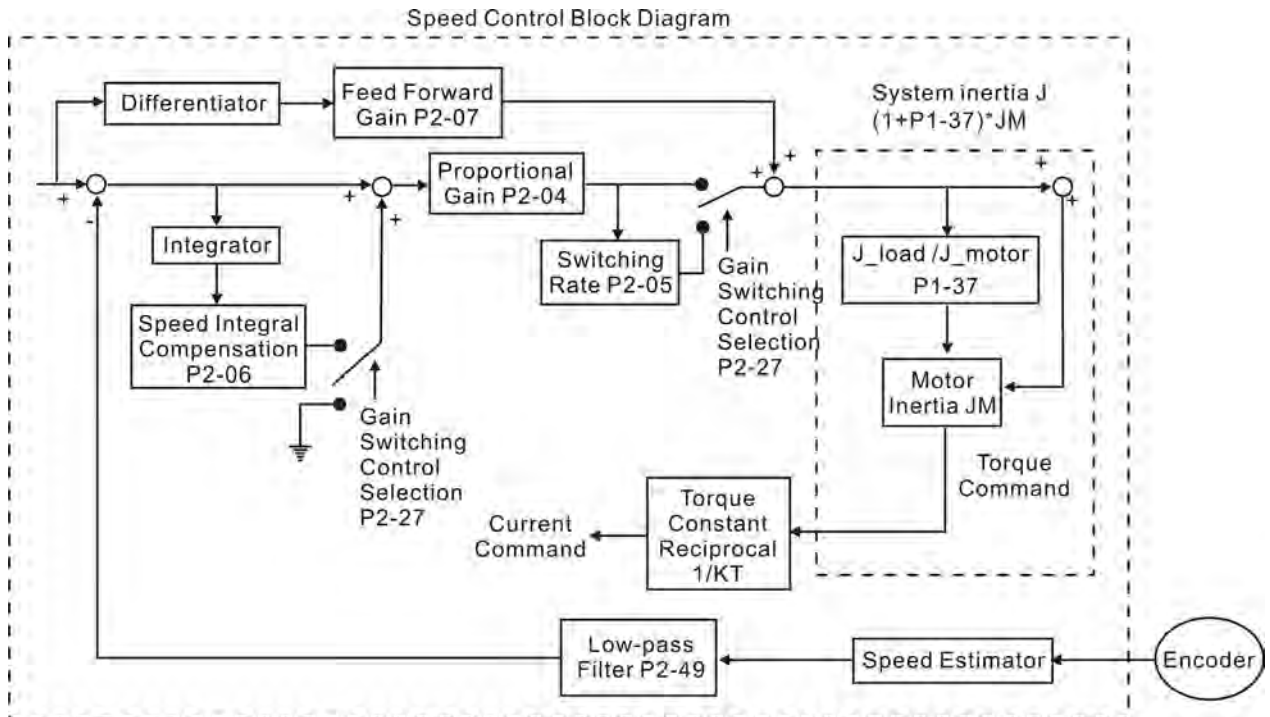 Speed Control Block Diagram
Differentiator
Feed Forward
Gain P2-07
System inertia J
(1+P1-37)*JM
Proportional
Gain P2-04
Integrator
Switching
Rate P2-05
Gain
Switching
Control
Selection
P2-27
J_load /J_motor
P1-37
Speed Integral
Compensation
P2-06
Gain
Switching
Control
Selection
P2-27
Motor
Inertia JM
Torque
Command
Torque
Constant
Reciprocal
1/KT
Current
Command
Low-pass
Filter P2-49
Speed Estimator
Encoder
+
-
+
+
+
+
+
+